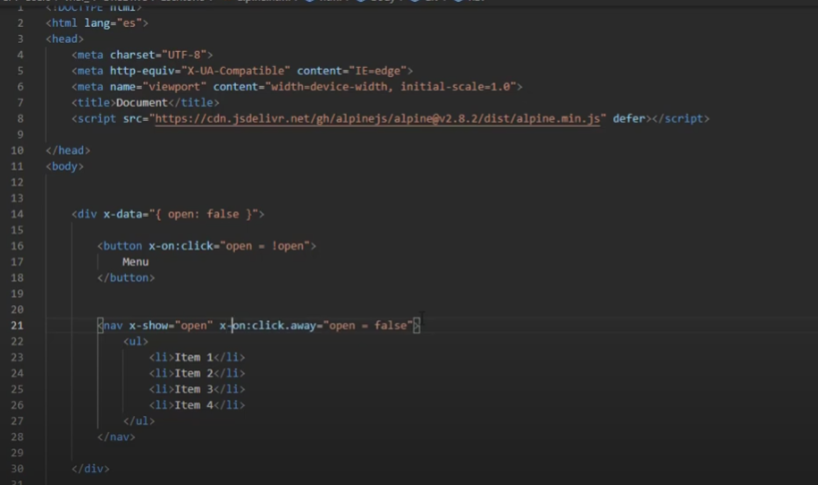 <!DOCTYPE html>
2 <html lang="es">
3 <head>
4 <meta charset="UTF-8">
5 <meta http-equiv="X-UA-Compatible" content="IE=edge">
6 <meta name="viewport" content="width=device-width, initial-scale=1.0">
7 <title>Document</title>
8 <script src="https://cdn.jsdelivr.net/gh/alpinejs/alpine@v2.8.2/dist/alpine.min.js" defer></script>
9
10 </head>
11 <body>
12
13
14 <div x-data="{ open: false }">
15
16 <button x-on:click="open = !open">
17 Menu
18 </button>
19
20
21 <nav x-show="open" x-on:click.away="open = false">
22 <ul>
23 <li>Item 1</li>
24 <li>Item 2</li>
25 <li>Item 3</li>
26 <li>Item 4</li>
27 </ul>
28 </nav>
29
30 </div>